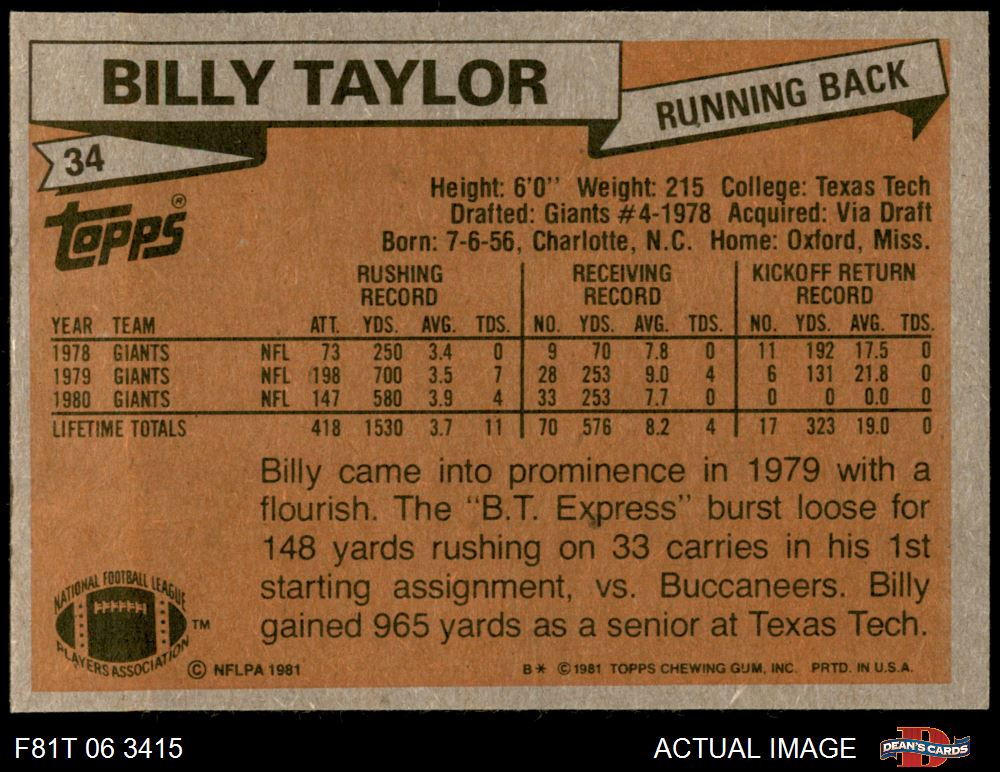 BILLY TAYLOR
RUNNING BACK
34
Topps®
Height: 6'0'' Weight: 215 College: Texas Tech
Drafted: Giants #4-1978 Acquired: Via Draft
Born: 7-6-56, Charlotte, N.C. Home: Oxford, Miss.
RUSHING RECEIVING KICKOFF RETURN
RECORD RECORD RECORD
YEAR TEAM ATT. YDS. AVG. TDS. NO. YDS. AVG. TDS. NO. YDS. AVG. TDS.
1978 GIANTS NFL 73 250 3.4 0 9 70 7.8 0 11 192 17.5 0
1979 GIANTS NFL 198 700 3.5 7 28 253 9.0 4 6 131 21.8 0
1980 GIANTS NFL 147 580 3.9 4 33 253 7.7 0 0 0 0.0 0
LIFETIME TOTALS 418 1530 3.7 11 70 576 8.2 4 17 323 19.0 0
Billy came into prominence in 1979 with a
flourish. The "B.T. Express" burst loose for
148 yards rushing on 33 carries in his 1st
starting assignment, vs. Buccaneers. Billy
gained 965 yards as a senior at Texas Tech.
NATIONAL FOOTBALL LEAGUE
PLAYERS ASSOCIATION
TM
© NFLPA 1981
B* © 1981 TOPPS CHEWING GUM, INC. PRTD. IN U.S.A.
F81T 06 3415
ACTUAL IMAGE
D
DEAN'S CARDS